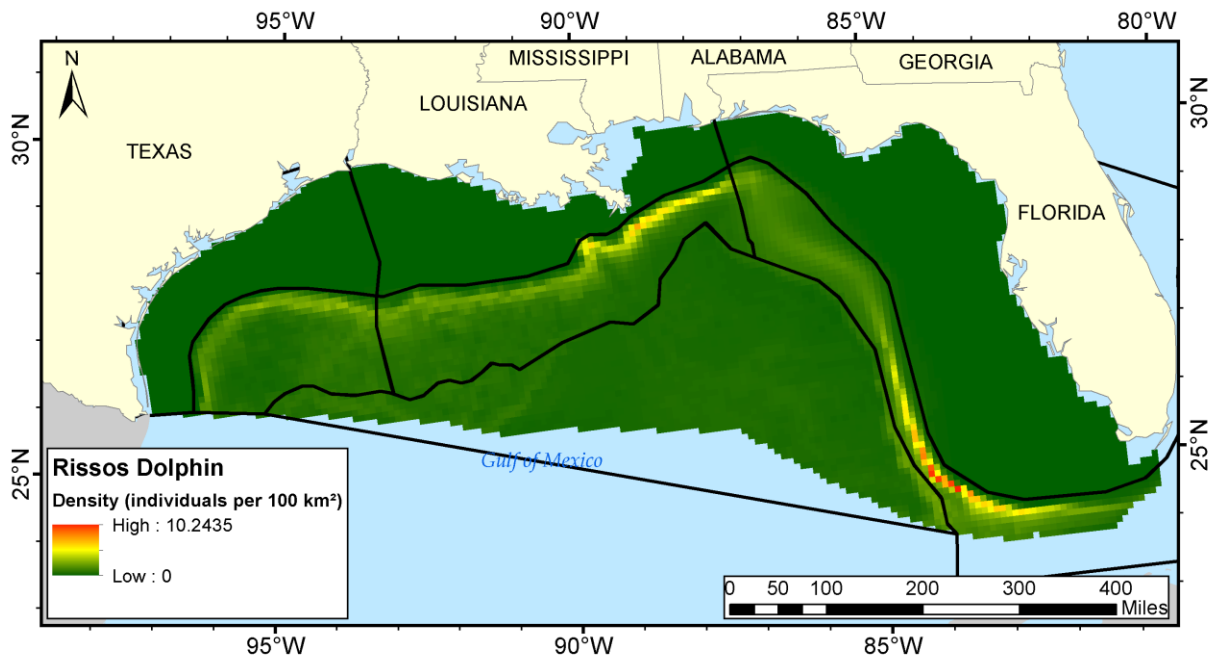 95°W 90°W 85°W 80°W
N
MISSISSIPPI ALABAMA GEORGIA
LOUISIANA
TEXAS
FLORIDA
30°N 30°N
25°N 25°N
Gulf of Mexico
Rissos Dolphin
Density (individuals per 100 km²)
High : 10.2435
Low : 0
0 50 100 200 300 400
Miles
95°W 90°W 85°W